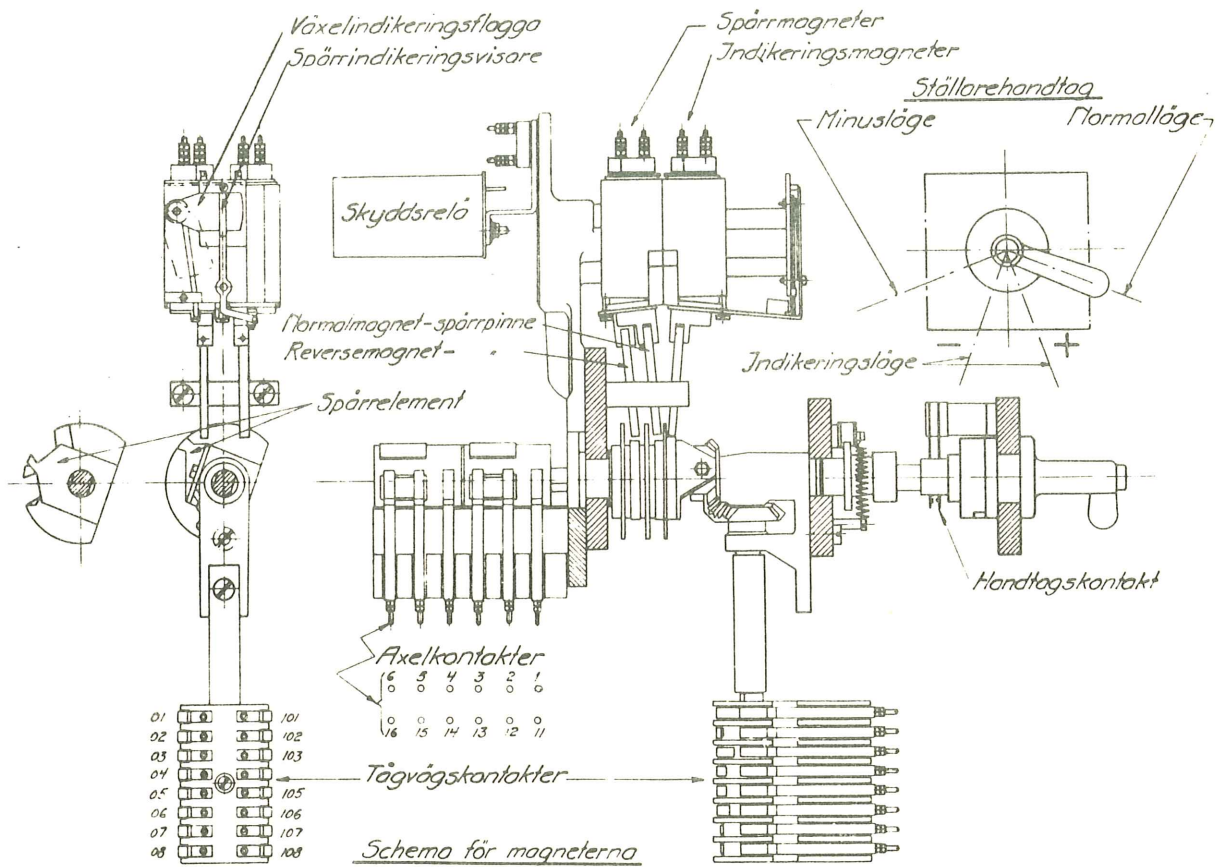 Växelindikeringsflagga
Spärrindikeringsvisare
Spärrmagneter
Indikeringsmagneter
Ställarehandtag
Minusläge
Normalläge
Skyddsrelä
Normalmagnet-spärrpinne
Reversemagnet- "
- +
Indikeringsläge
Spärrelement
Handtagskontakt
Axelkontakter
6 5 4 3 2 1
16 15 14 13 12 11
01 101
02 102
03 103
04
05 105
06 106
07 107
08 108
Tågvägskontakter
Schema för magneterna